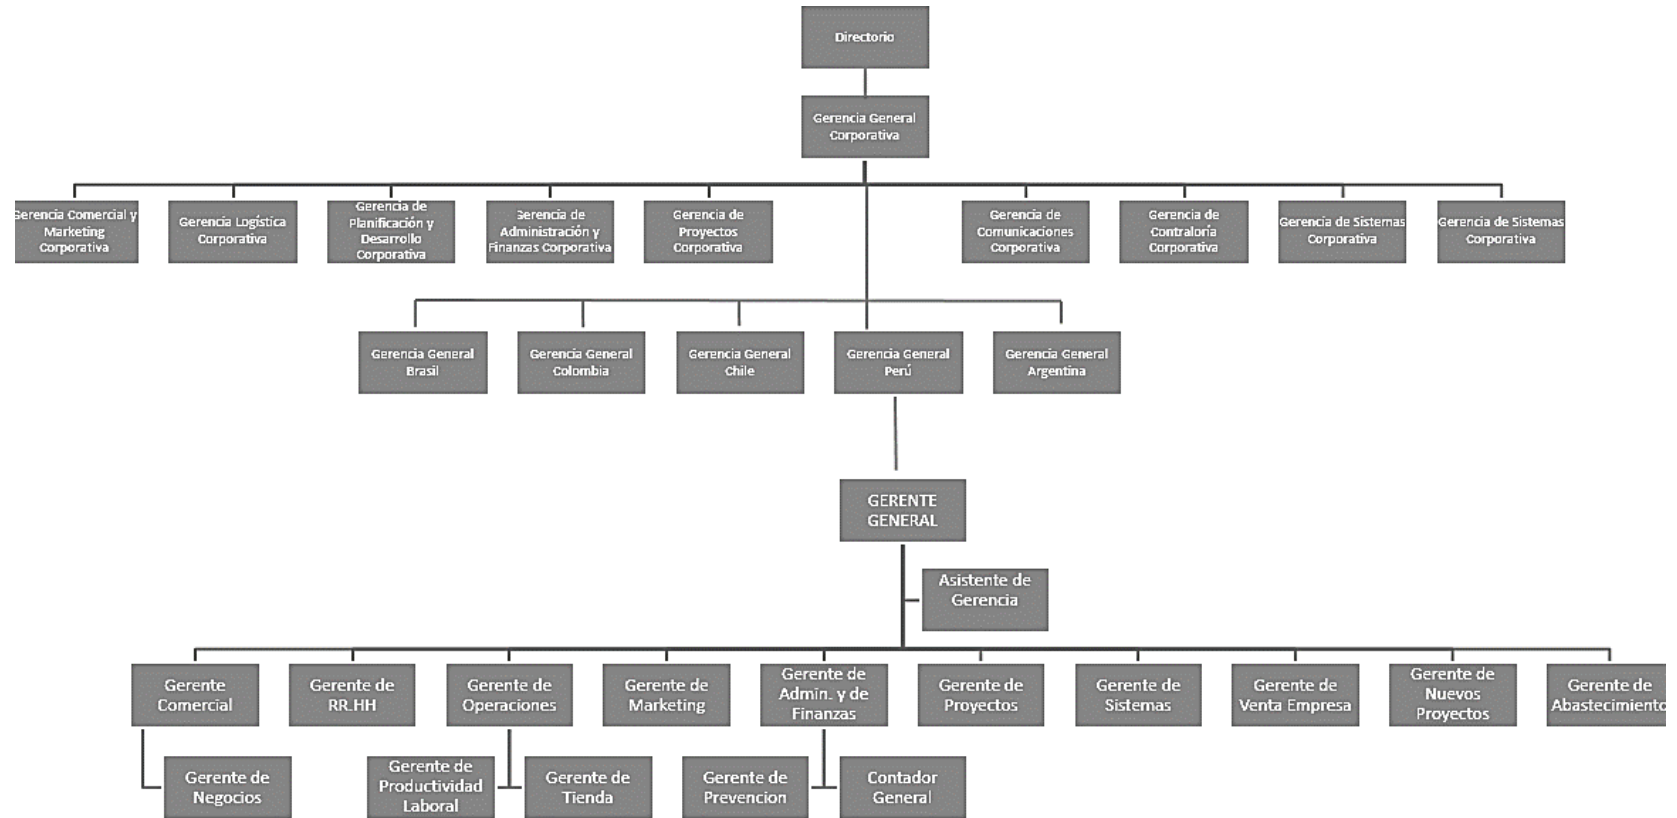 Directorio
Gerencia General
Corporativa
Gerencia Comercial y
Marketing
Corporativa
Gerencia Logística
Corporativa
Gerencia de
Planificación y
Desarrollo
Corporativa
Gerencia de
Administración y
Finanzas Corporativa
Gerencia de
Proyectos
Corporativa
Gerencia de
Comunicaciones
Corporativa
Gerencia de
Contraloría
Corporativa
Gerencia de Sistemas
Corporativa
Gerencia de Sistemas
Corporativa
Gerencia General
Brasil
Gerencia General
Colombia
Gerencia General
Chile
Gerencia General
Perú
Gerencia General
Argentina
GERENTE
GENERAL
Asistente de
Gerencia
Gerente
Comercial
Gerente de
RR.HH
Gerente de
Operaciones
Gerente de
Marketing
Gerente de
Admin. y de
Finanzas
Gerente de
Proyectos
Gerente de
Sistemas
Gerente de
Venta Empresa
Gerente de
Nuevos
Proyectos
Gerente de
Abastecimiento
Gerente de
Negocios
Gerente de
Productividad
Laboral
Gerente de
Tienda
Gerente de
Prevencion
Contador
General